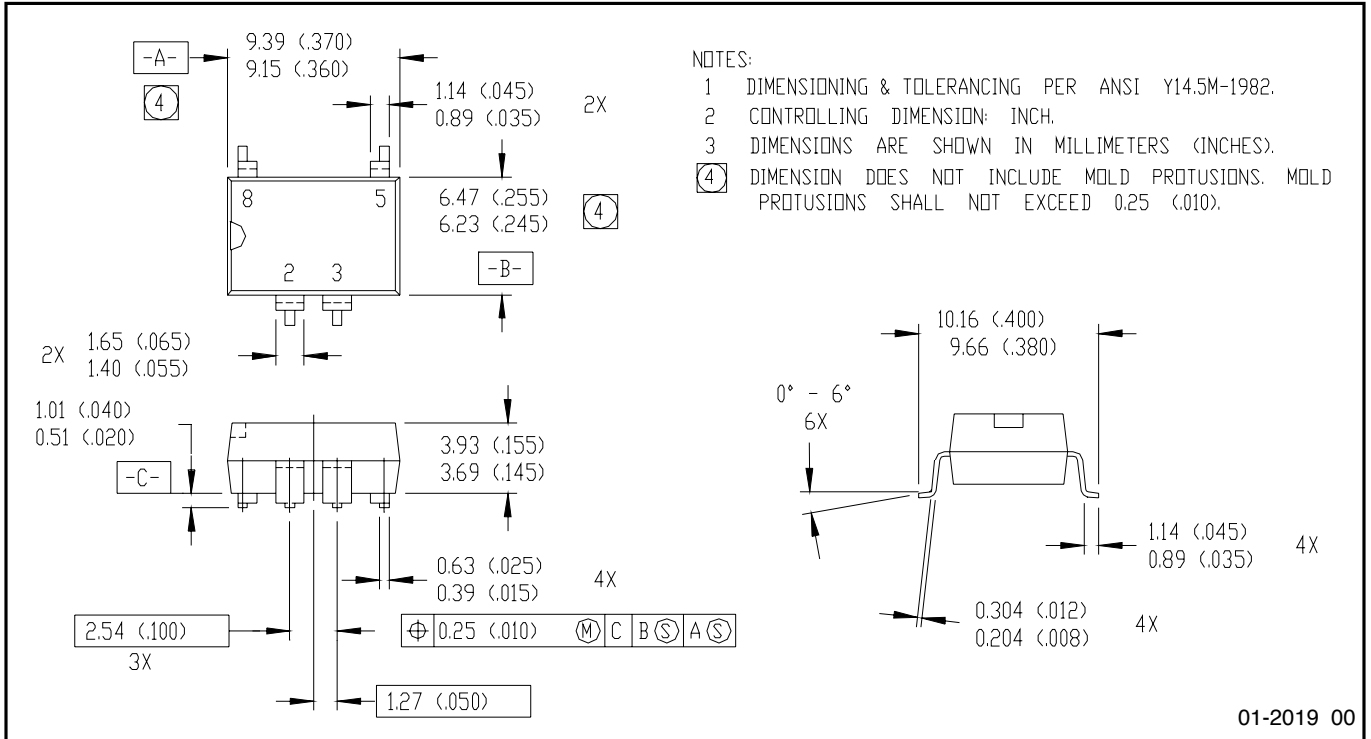 -A-
4
9.39 (.370)
9.15 (.360)
1.14 (.045)
0.89 (.035)
2X
8
5
2
3
6.47 (.255)
6.23 (.245)
4
-B-
2X
1.65 (.065)
1.40 (.055)
1.01 (.040)
0.51 (.020)
-C-
3.93 (.155)
3.69 (.145)
0.63 (.025)
0.39 (.015)
4X
2.54 (.100)
3X
⌖ 0.25 (.010) Ⓜ C B Ⓢ A Ⓢ
1.27 (.050)
NOTES:
1 DIMENSIONING & TOLERANCING PER ANSI Y14.5M-1982.
2 CONTROLLING DIMENSION: INCH.
3 DIMENSIONS ARE SHOWN IN MILLIMETERS (INCHES).
4 DIMENSION DOES NOT INCLUDE MOLD PROTUSIONS. MOLD
PROTUSIONS SHALL NOT EXCEED 0.25 (.010).
10.16 (.400)
9.66 (.380)
0° - 6°
6X
1.14 (.045)
0.89 (.035)
4X
0.304 (.012)
0.204 (.008)
4X
01-2019 00